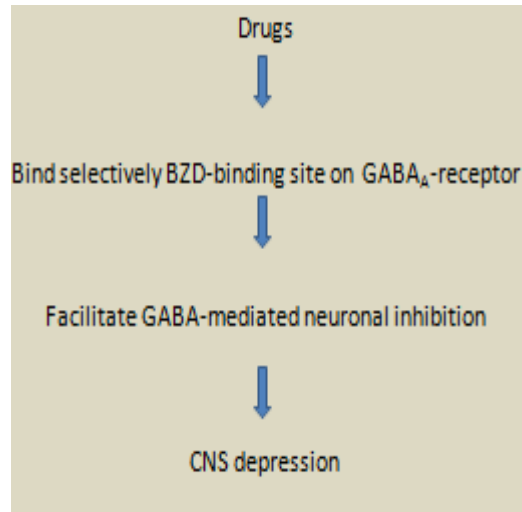 Drugs
Bind selectively BZD-binding site on GABAA-receptor
Facilitate GABA-mediated neuronal inhibition
CNS depression